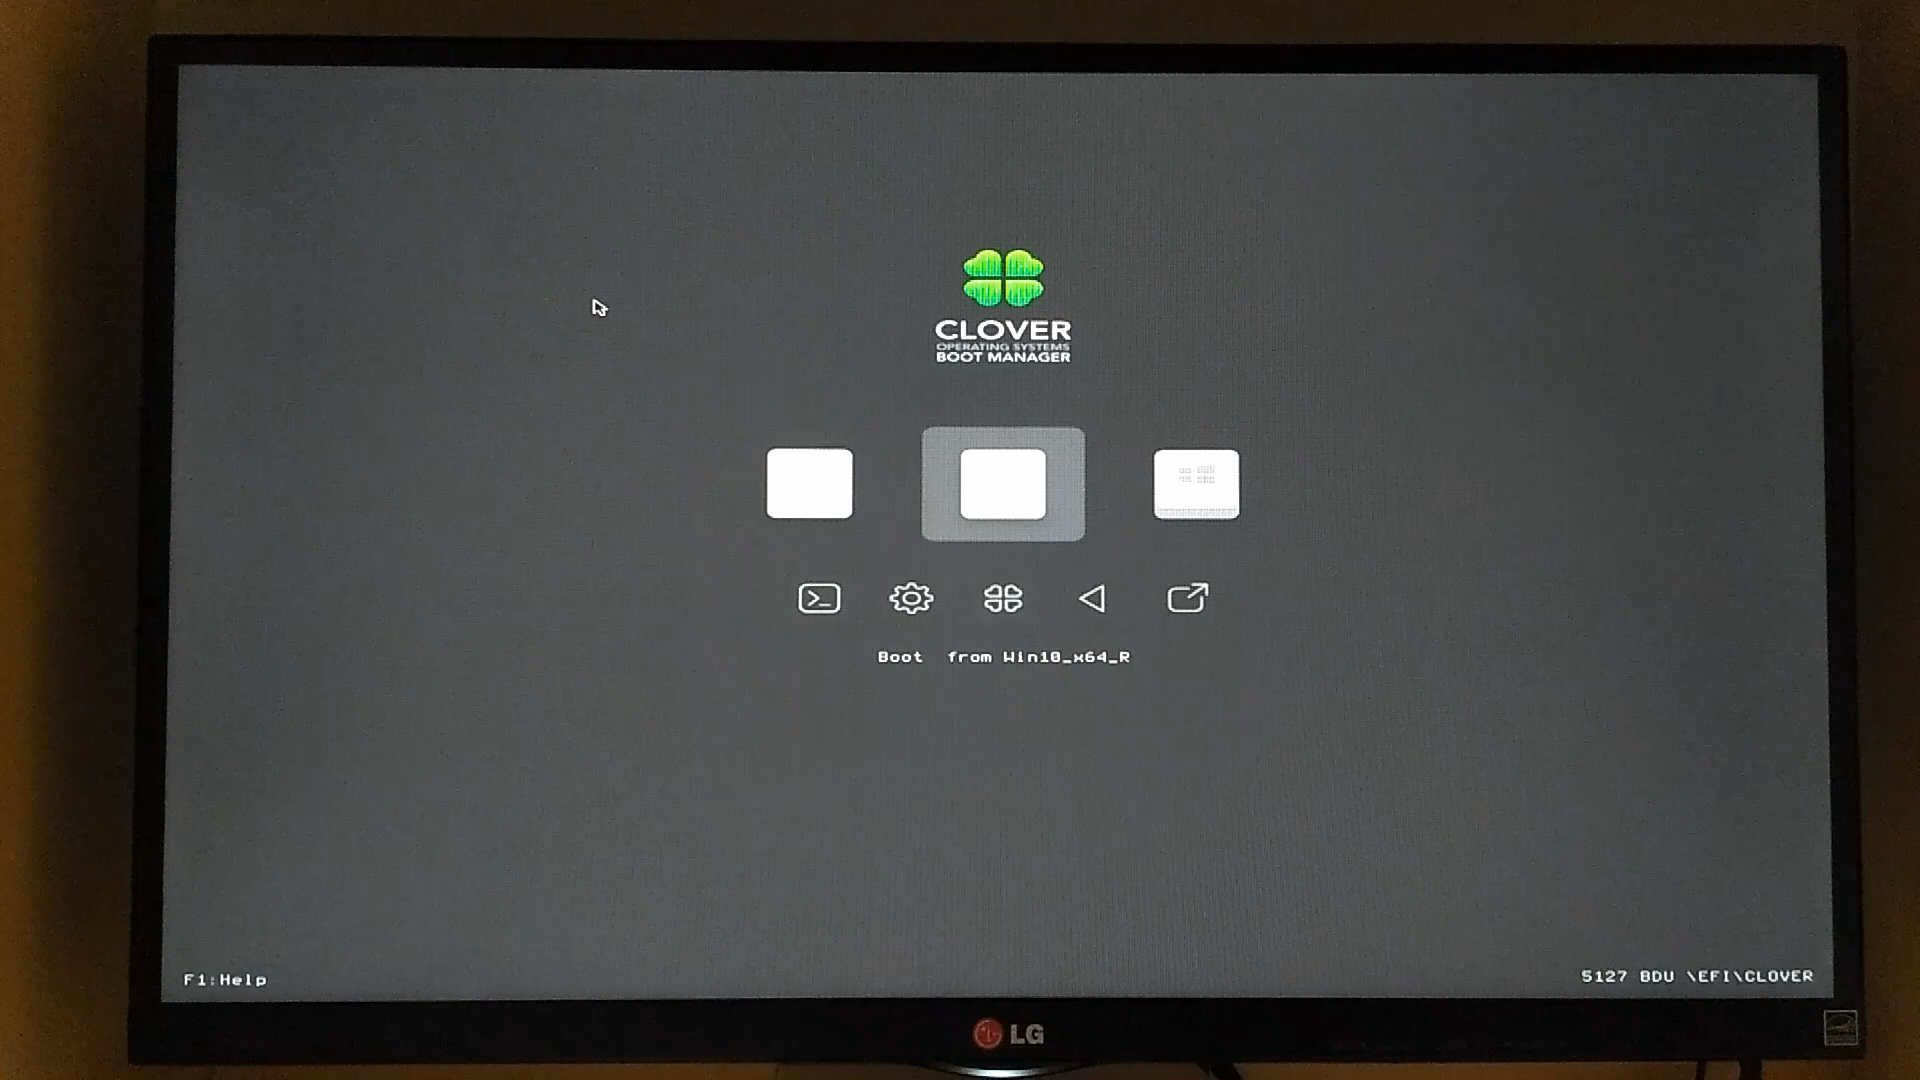 CLOVER
OPERATING SYSTEMS
BOOT MANAGER
Boot  from Win10_x64_R
F1:Help
5127 BDU \EFI\CLOVER
LG